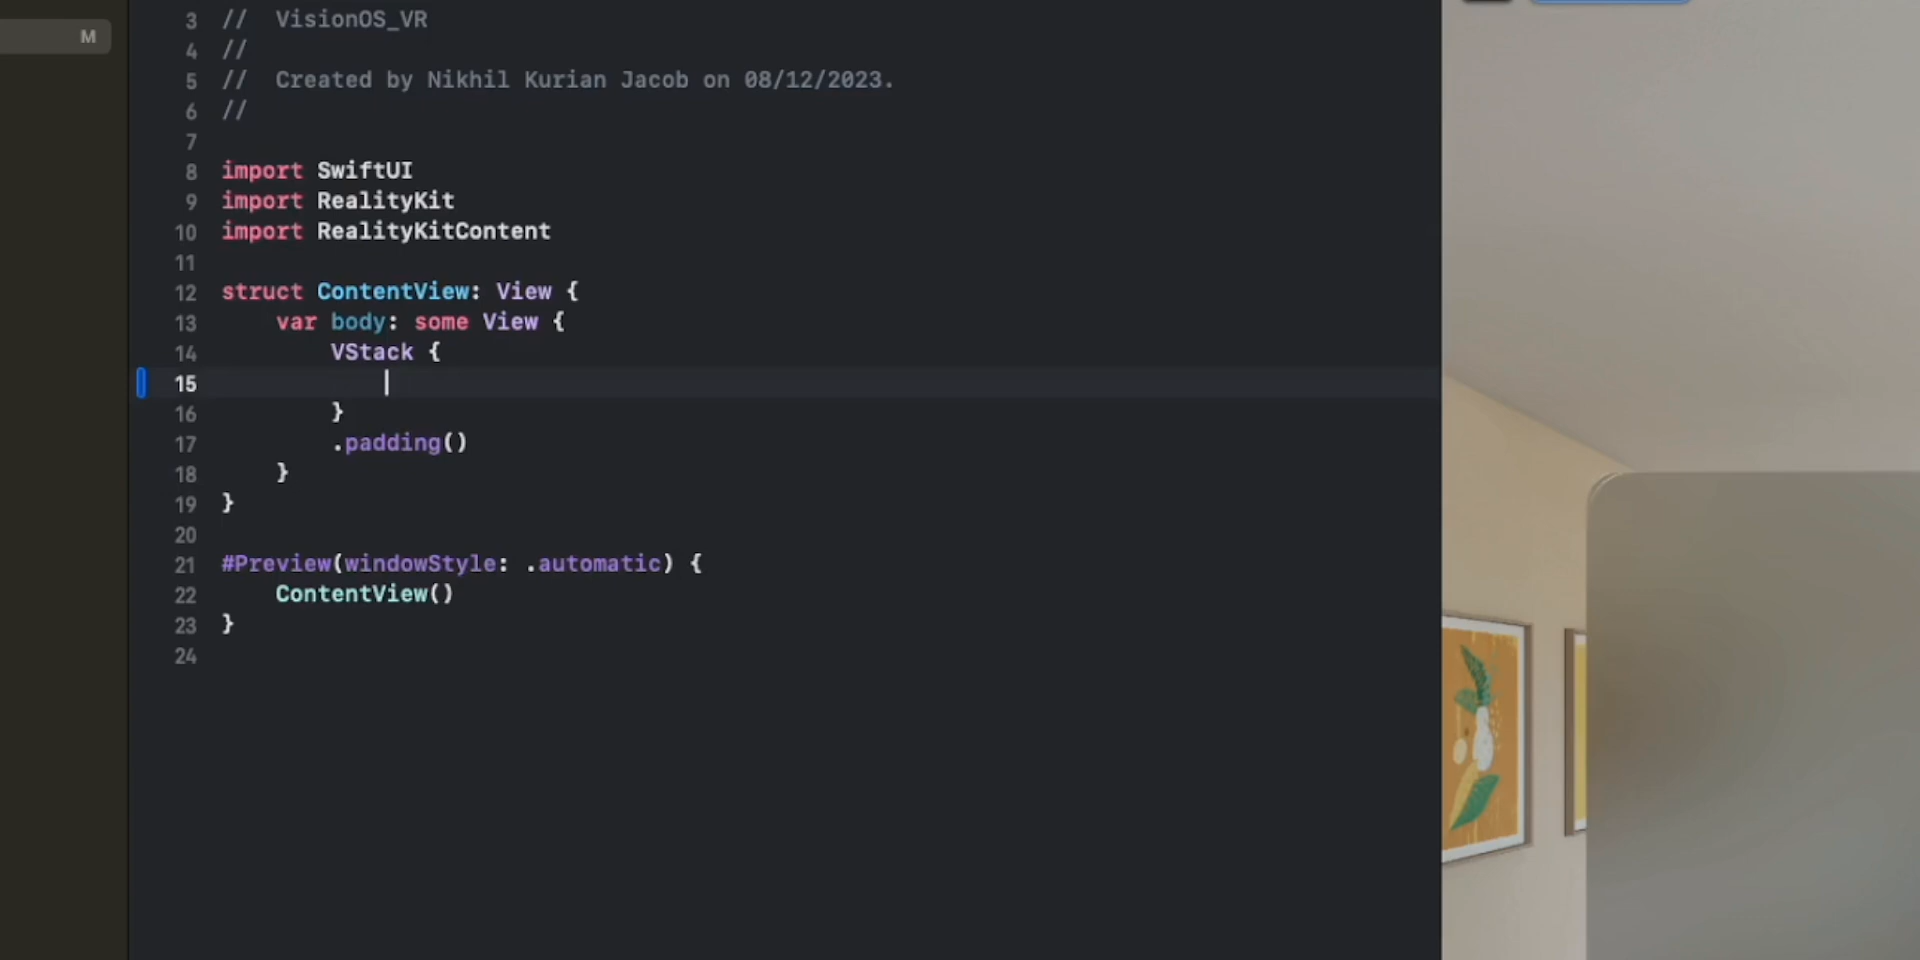 M
3 //  VisionOS_VR
4 //
5 //  Created by Nikhil Kurian Jacob on 08/12/2023.
6 //
7
8 import SwiftUI
9 import RealityKit
10 import RealityKitContent
11
12 struct ContentView: View {
13     var body: some View {
14         VStack {
15
16         }
17         .padding()
18     }
19 }
20
21 #Preview(windowStyle: .automatic) {
22     ContentView()
23 }
24